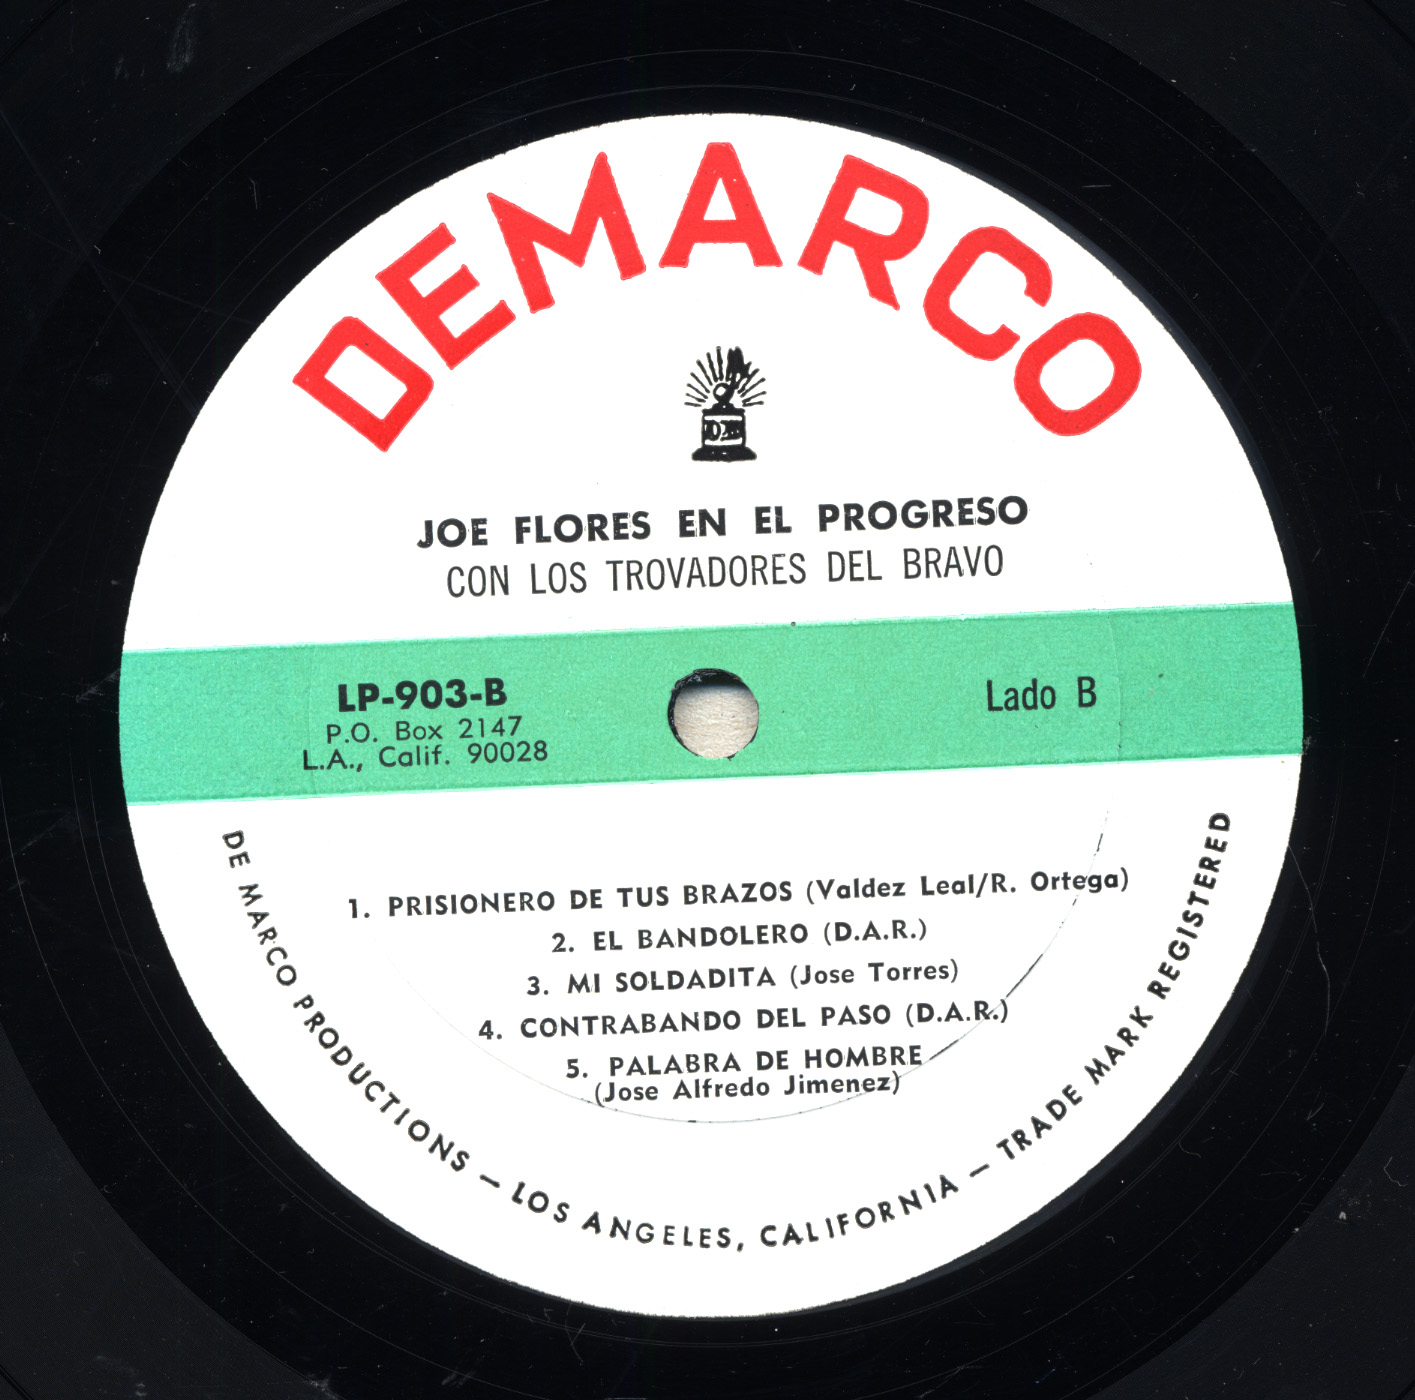 DEMARCO
JOE FLORES EN EL PROGRESO
CON LOS TROVADORES DEL BRAVO
LP-903-B
P.O. Box 2147
L.A., Calif. 90028
Lado B
1. PRISIONERO DE TUS BRAZOS (Valdez Leal/R. Ortega)
2. EL BANDOLERO (D.A.R.)
3. MI SOLDADITA (Jose Torres)
4. CONTRABANDO DEL PASO (D.A.R.)
5. PALABRA DE HOMBRE
(Jose Alfredo Jimenez)
DE MARCO PRODUCTIONS — LOS ANGELES, CALIFORNIA — TRADE MARK REGISTERED